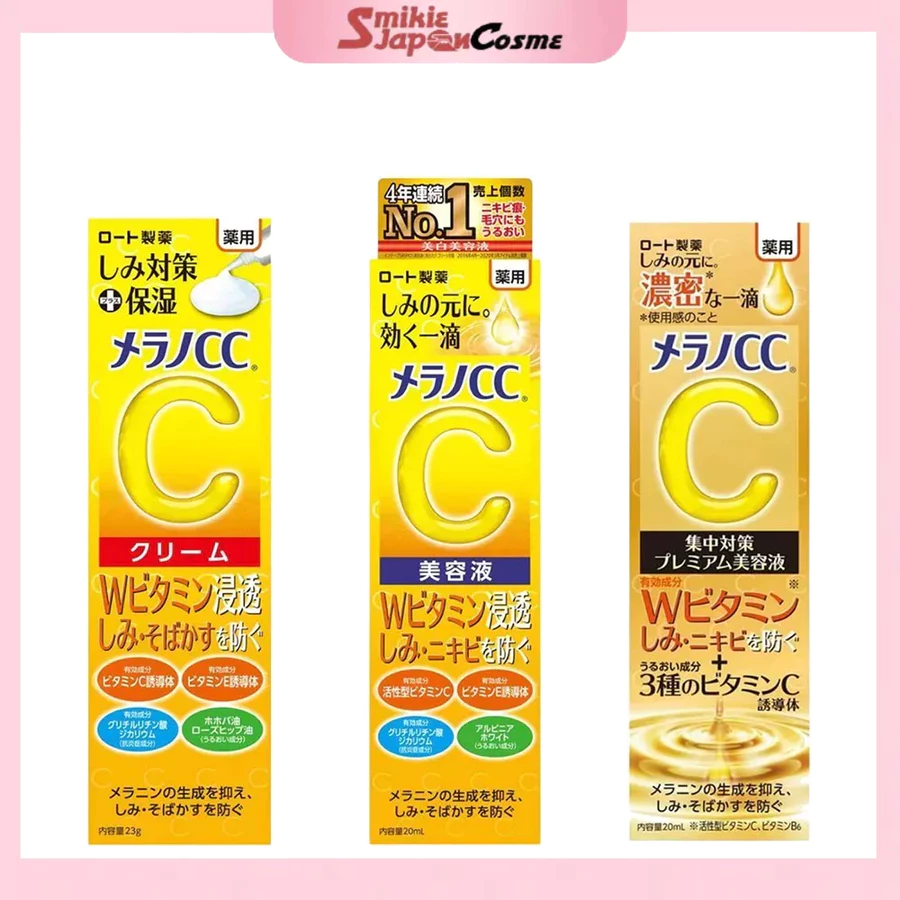 SMIKIE
JAPAN COSME
ロート製薬
薬用
しみ対策
プラス保湿
メラノCC®
C
クリーム
Wビタミン浸透
しみ・そばかすを防ぐ
有効成分
ビタミンC誘導体
有効成分
ビタミンE誘導体
有効成分
グリチルリチン酸
ジカリウム
(抗炎症成分)
ホホバ油
ローズヒップ油
(うるおい成分)
メラニンの生成を抑え、
しみ・そばかすを防ぐ
内容量23g
4年連続
No.1
売上個数
ニキビ痕・
毛穴にも
うるおい
美白美容液
ロート製薬
薬用
しみの元に。
効く一滴
メラノCC®
C
美容液
Wビタミン浸透
しみ・ニキビを防ぐ
有効成分
活性型ビタミンC
有効成分
ビタミンE誘導体
有効成分
グリチルリチン酸
ジカリウム
(抗炎症成分)
アルピニア
ホワイト
(うるおい成分)
メラニンの生成を抑え、
しみ・そばかすを防ぐ
内容量20mL
ロート製薬
薬用
しみの元に。
濃密*な一滴
*使用感のこと
メラノCC®
C
集中対策
プレミアム美容液
有効成分
Wビタミン※
しみ・ニキビを防ぐ
+
うるおい成分
3種のビタミンC
誘導体
メラニンの生成を抑え、
しみ・そばかすを防ぐ
内容量20mL ※活性型ビタミンC、ビタミンB6